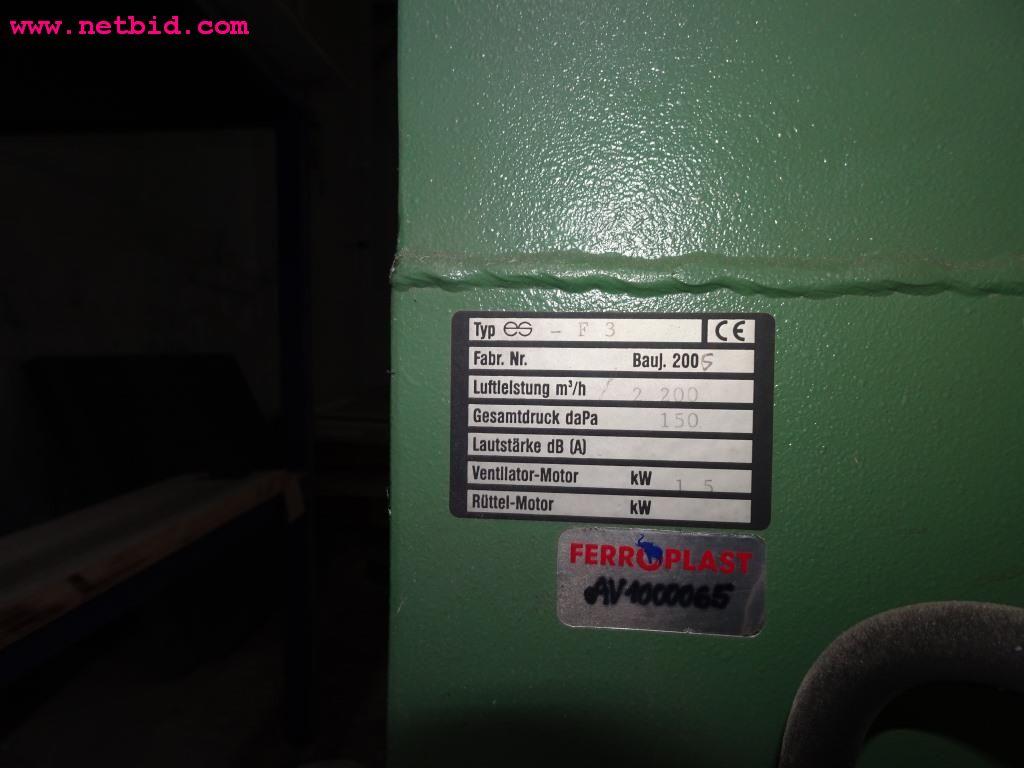 www.netbid.com
Typ es - F 3 CE
Fabr. Nr. Bauj. 2005
Luftleistung m³/h 2 200
Gesamtdruck daPa 150
Lautstärke dB (A)
Ventilator-Motor kW 1 5
Rüttel-Motor kW
FERROPLAST
AV1000065